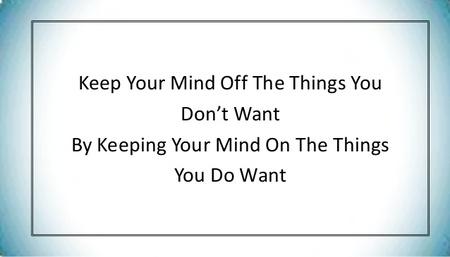 Keep Your Mind Off The Things You
Don’t Want
By Keeping Your Mind On The Things
You Do Want